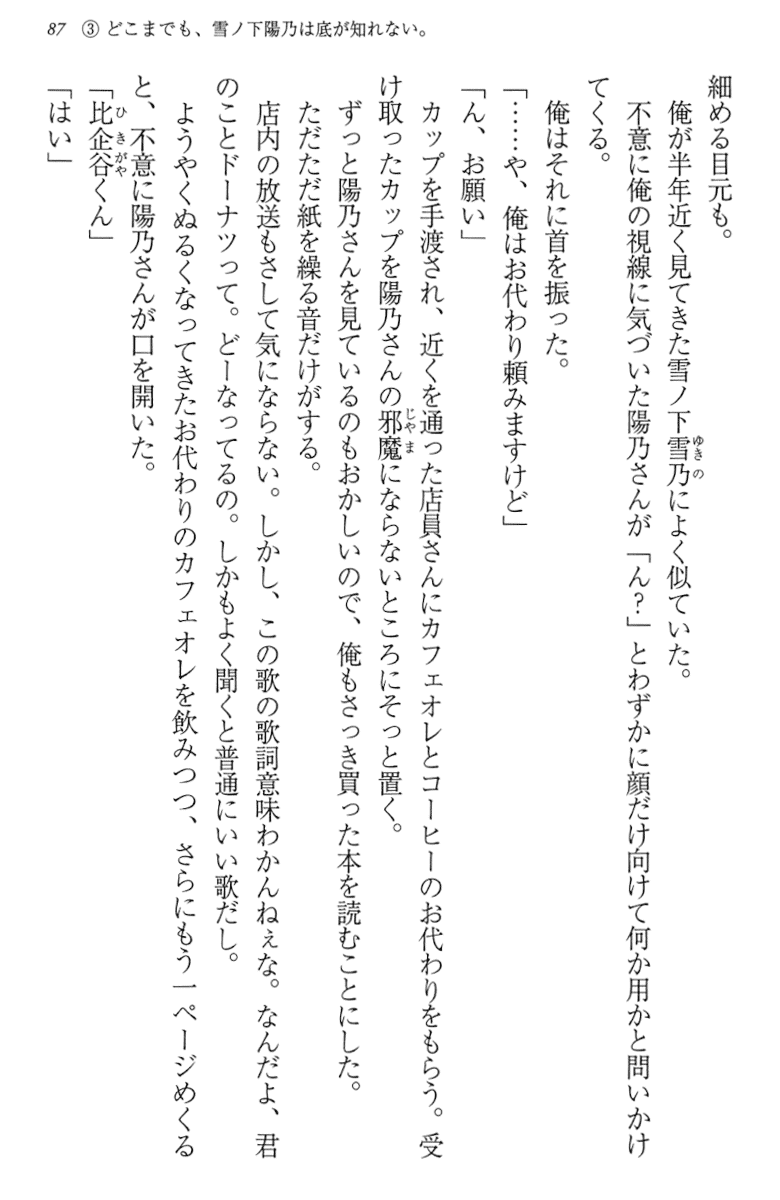 87　③ どこまでも、雪ノ下陽乃は底が知れない。
細める目元も。
　俺が半年近く見てきた雪ノ下雪乃によく似ていた。
　不意に俺の視線に気づいた陽乃さんが「ん？」とわずかに顔だけ向けて何か用かと問いかけ
てくる。
　俺はそれに首を振った。
「……や、俺はお代わり頼みますけど」
「ん、お願い」
　カップを手渡され、近くを通った店員さんにカフェオレとコーヒーのお代わりをもらう。受
け取ったカップを陽乃さんの邪魔にならないところにそっと置く。
　ずっと陽乃さんを見ているのもおかしいので、俺もさっき買った本を読むことにした。
　ただただ紙を繰る音だけがする。
　店内の放送もさして気にならない。しかし、この歌の歌詞意味わかんねぇな。なんだよ、君
のことドーナツって。どーなってるの。しかもよく聞くと普通にいい歌だし。
　ようやくぬるくなってきたお代わりのカフェオレを飲みつつ、さらにもう一ページめくる
と、不意に陽乃さんが口を開いた。
「比企谷くん」
「はい」